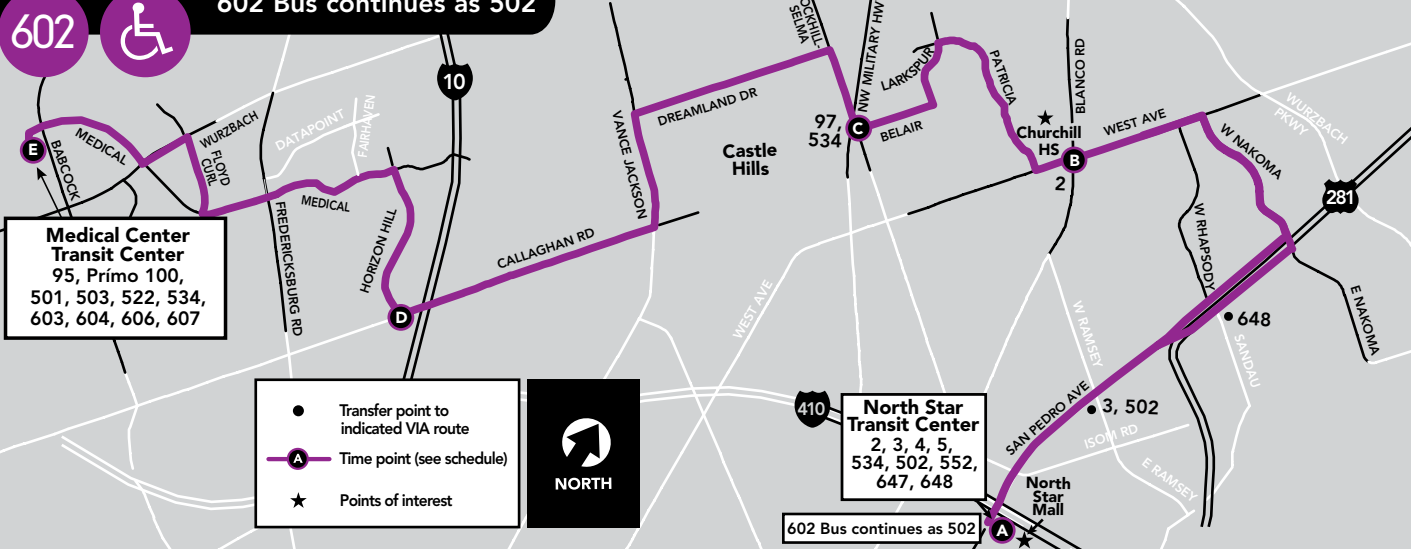 602
602 Bus continues as 502
10
E
MEDICAL
BABCOCK
WURZBACH
FLOYD
CURL
DATAPOINT
FAIRHAVEN
MEDICAL
FREDERICKSBURG RD
HORIZON HILL
D
CALLAGHAN RD
VANCE JACKSON
DREAMLAND DR
Castle
Hills
OCKHILL-
SELMA
NW MILITARY HW
97,
534
C
BELAIR
LARKSPUR
PATRICIA
Churchill
HS
BLANCO RD
B
2
WEST AVE
W NAKOMA
WURZBACH
PKWY
281
W RHAPSODY
E NAKOMA
648
SANDAU
W RAMSEY
WEST AVE
3, 502
ISOM RD
E RAMSEY
SAN PEDRO AVE
410
Medical Center
Transit Center
95, Prímo 100,
501, 503, 522, 534,
603, 604, 606, 607
Transfer point to
indicated VIA route
A
Time point (see schedule)
Points of interest
NORTH
North Star
Transit Center
2, 3, 4, 5,
534, 502, 552,
647, 648
North
Star
Mall
602 Bus continues as 502
A